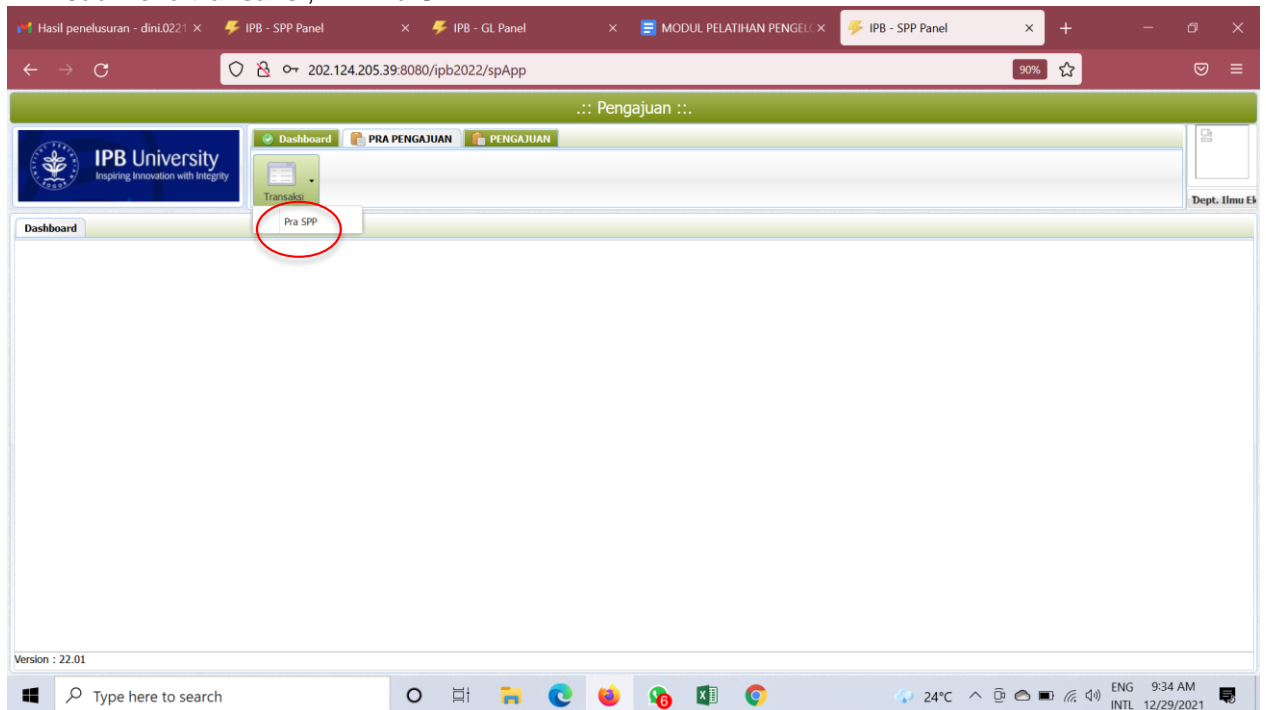 Hasil penelusuran - dini.0221
IPB - SPP Panel
IPB - GL Panel
MODUL PELATIHAN PENGEL
IPB - SPP Panel
202.124.205.39:8080/ipb2022/spApp
90%
.:: Pengajuan ::.
IPB University
Inspiring Innovation with Integrity
Dashboard
PRA PENGAJUAN
PENGAJUAN
Transaksi
Pra SPP
Dept. Ilmu Ek
Dashboard
Version : 22.01
Type here to search
6
24°C
ENG
INTL
9:34 AM
12/29/2021